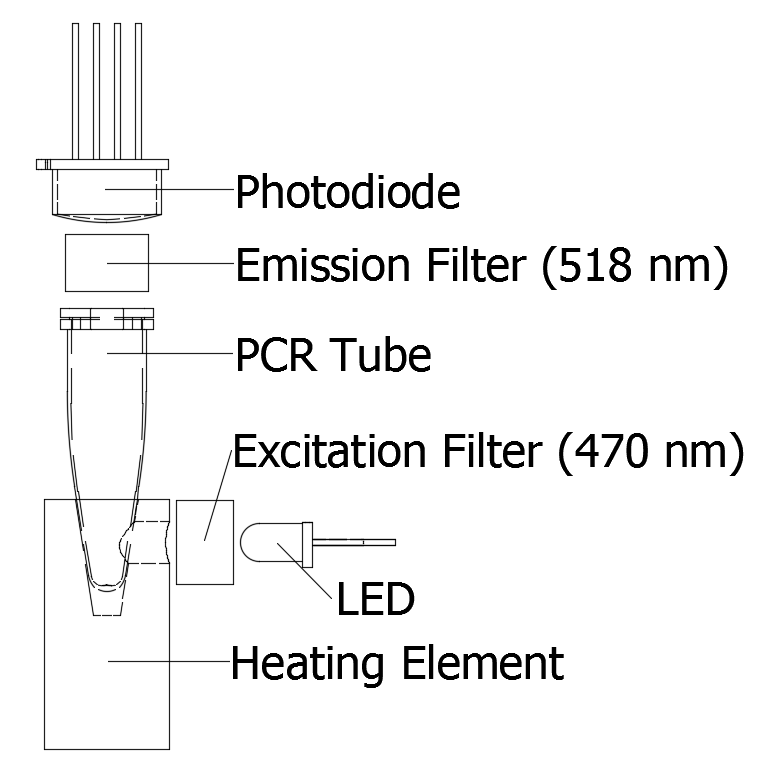 Photodiode
Emission Filter (518 nm)
PCR Tube
Excitation Filter (470 nm)
LED
Heating Element